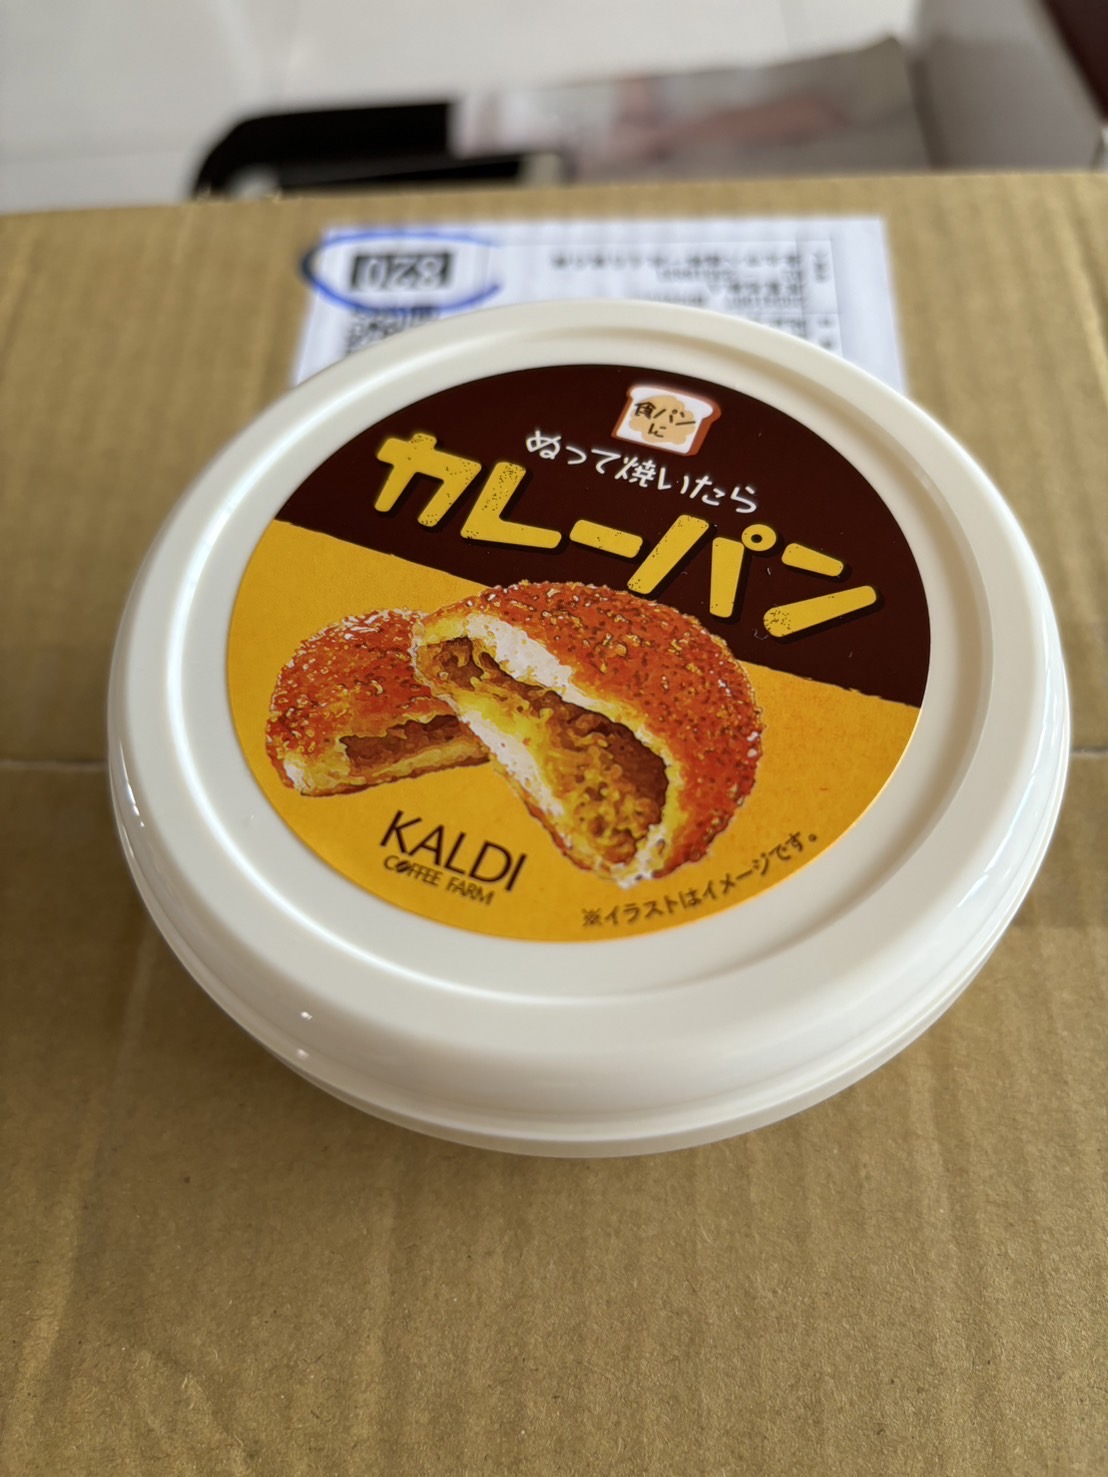 028
食パン
に
ぬって焼いたら
カレーパン
KALDI
COFFEE FARM
※イラストはイメージです。